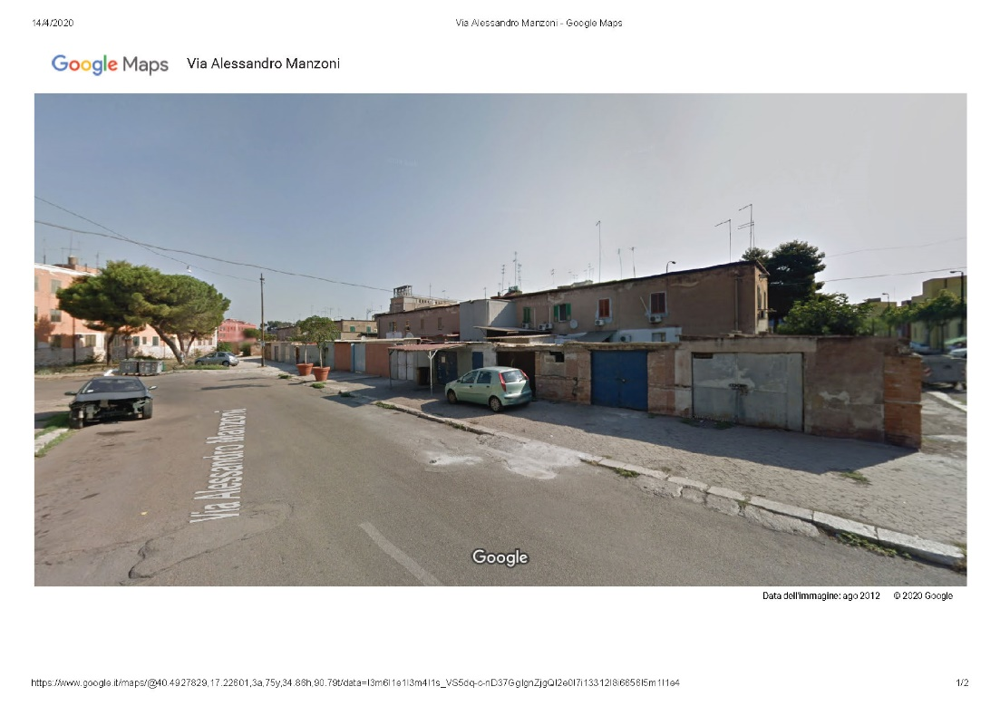 14/4/2020
Via Alessandro Manzoni - Google Maps
Google Maps
Via Alessandro Manzoni
Via Alessandro Manzoni
Google
Data dell'immagine: ago 2012
© 2020 Google
https://www.google.it/maps/@40.4927829,17.22601,3a,75y,34.86h,90.79t/data=!3m6!1e1!3m4!1s_VS5dq-c-nD37GglgnZjgQ!2e0!7i13312!8i6656!5m1!1e4
1/2